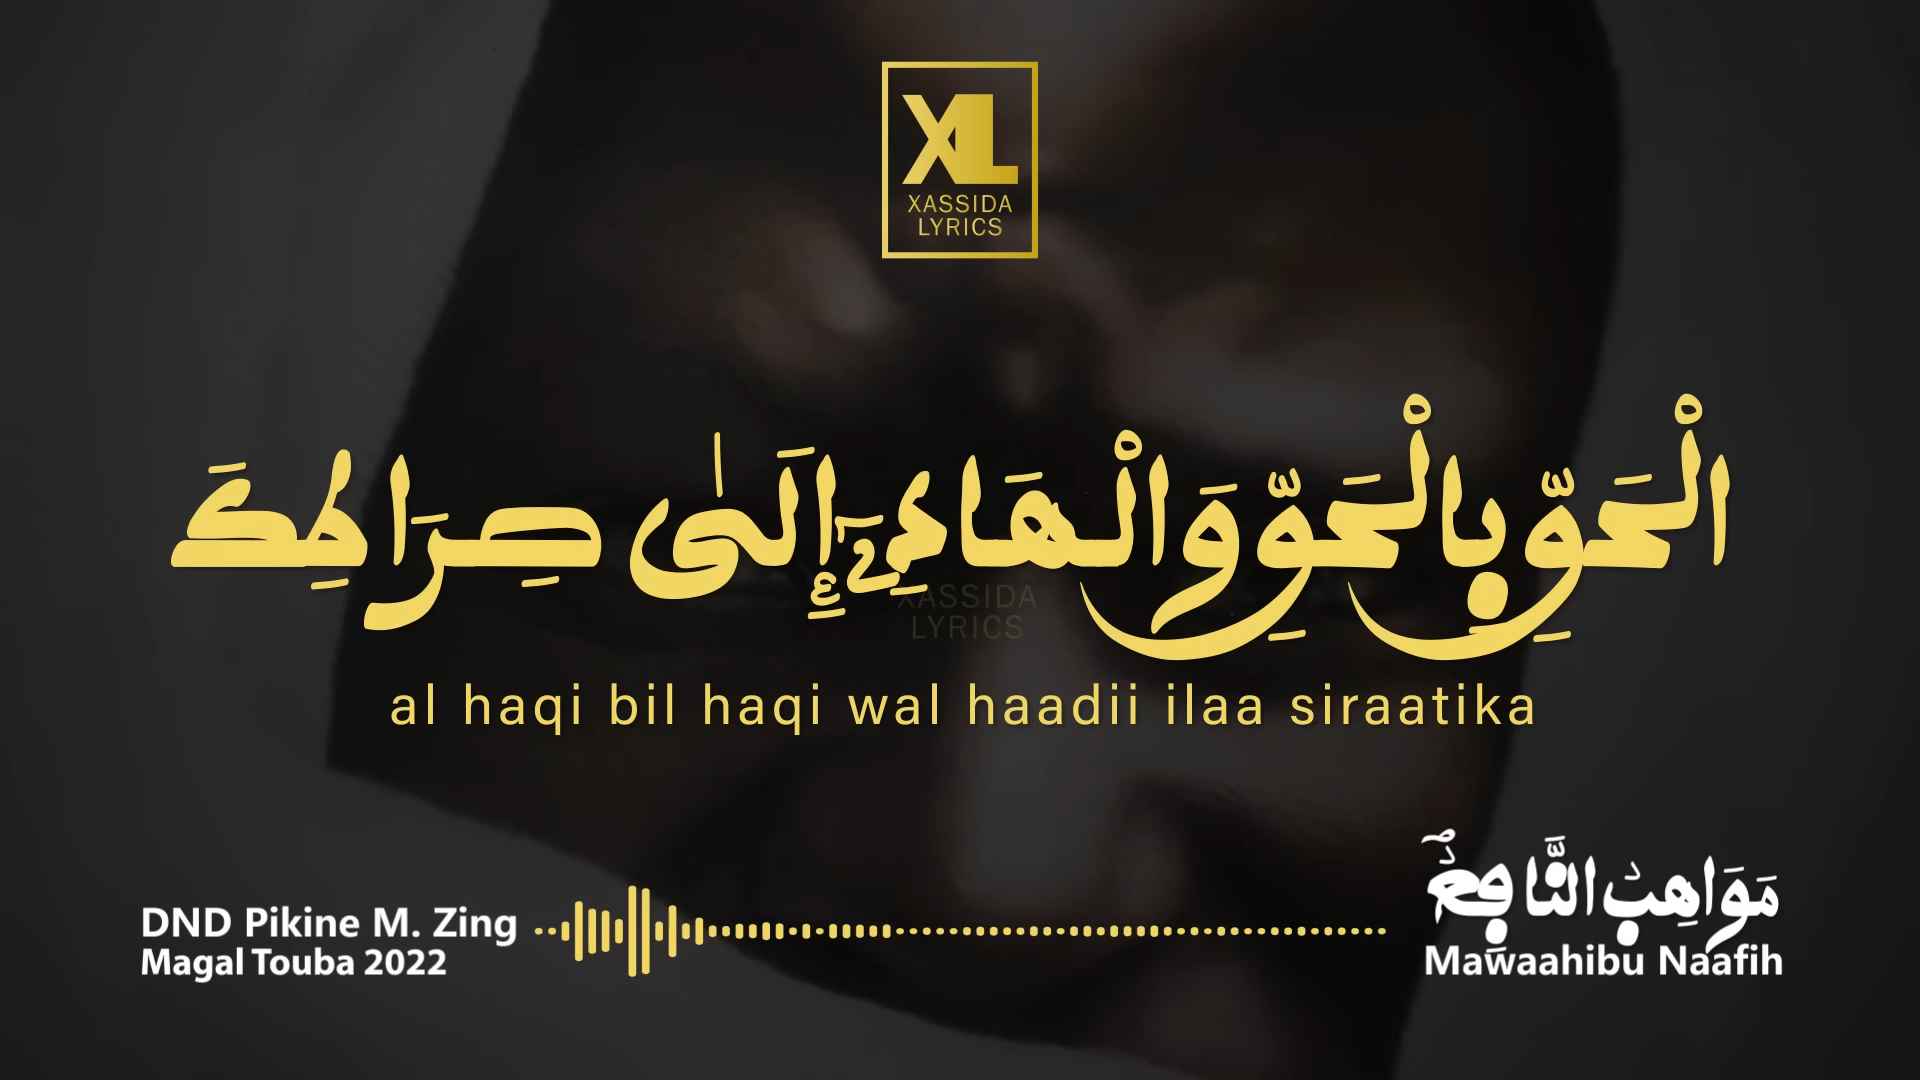 XL
XASSIDA
LYRICS
الْحَقِّ بِالْحَقِّ وَالْهَادِے إِلَىٰ صِرَاطِكَ
XASSIDA
LYRICS
al haqi bil haqi wal haadii ilaa siraatika
DND Pikine M. Zing
Magal Touba 2022
مَوَاهِبُ النَّافِعُ
Mawaahibu Naafih